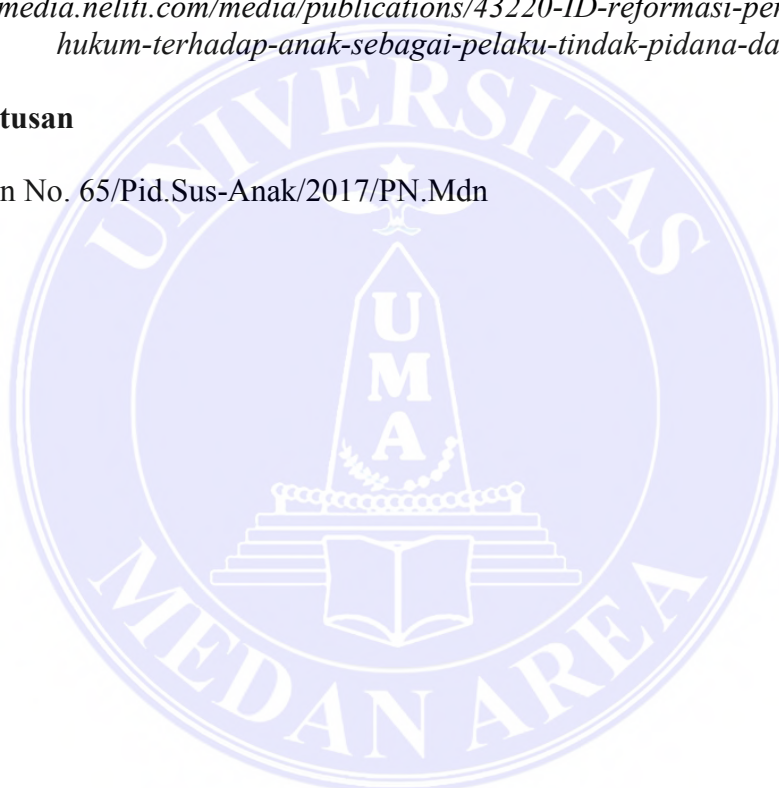 media.neliti.com/media/publications/43220-ID-reformasi-per
hukum-terhadap-anak-sebagai-pelaku-tindak-pidana-da
tusan
n No. 65/Pid.Sus-Anak/2017/PN.Mdn
UNIVERSITAS
U
M
A
MEDAN AREA